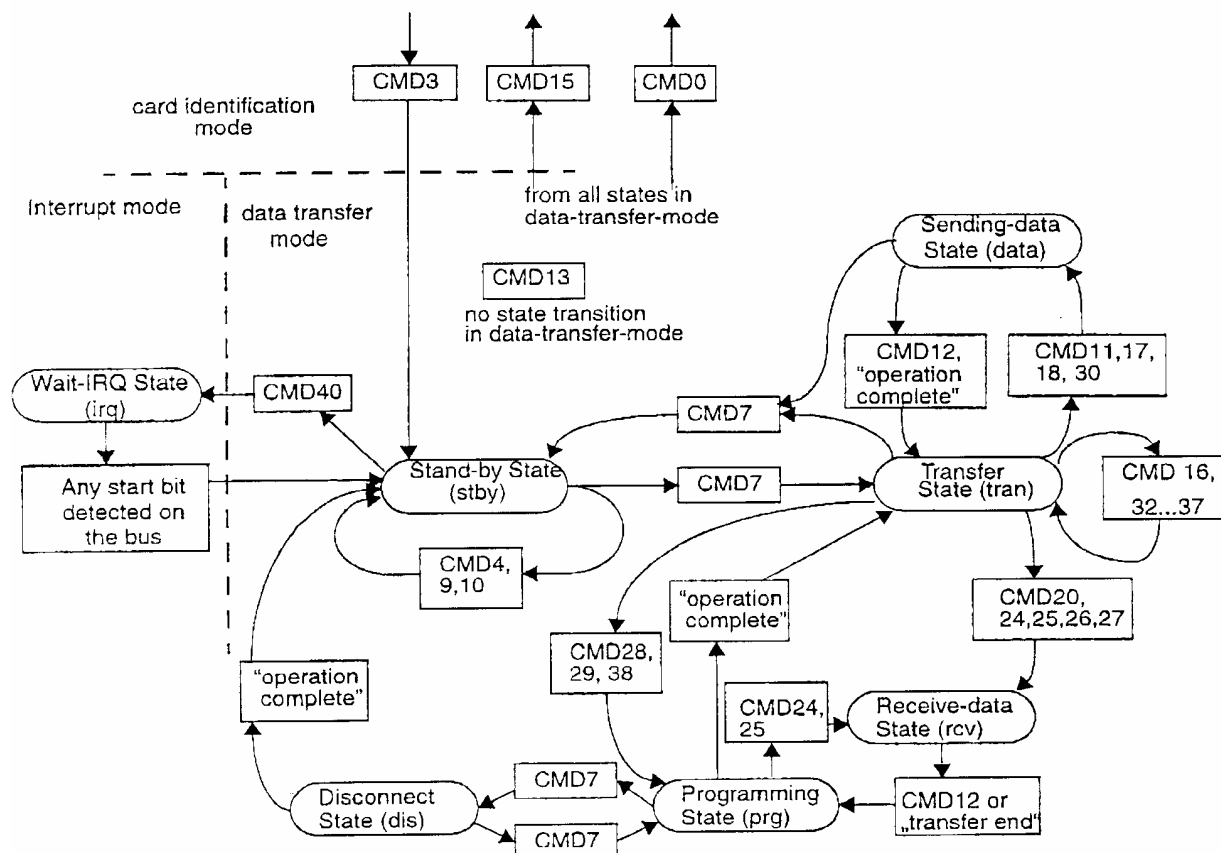 CMD3
CMD15
CMD0
card identification
mode
Interrupt mode
data transfer
mode
from all states in
data-transfer-mode
Sending-data
State (data)
CMD13
no state transition
in data-transfer-mode
CMD12,
"operation
complete"
CMD11,17,
18, 30
Wait-IRQ State
(irq)
CMD40
CMD7
Any start bit
detected on
the bus
Stand-by State
(stby)
CMD7
Transfer
State (tran)
CMD 16,
32...37
CMD4,
9,10
"operation
complete"
CMD20,
24,25,26,27
CMD28,
29, 38
"operation
complete"
CMD24,
25
Receive-data
State (rcv)
CMD7
Disconnect
State (dis)
Programming
State (prg)
CMD12 or
„transfer end"
CMD7